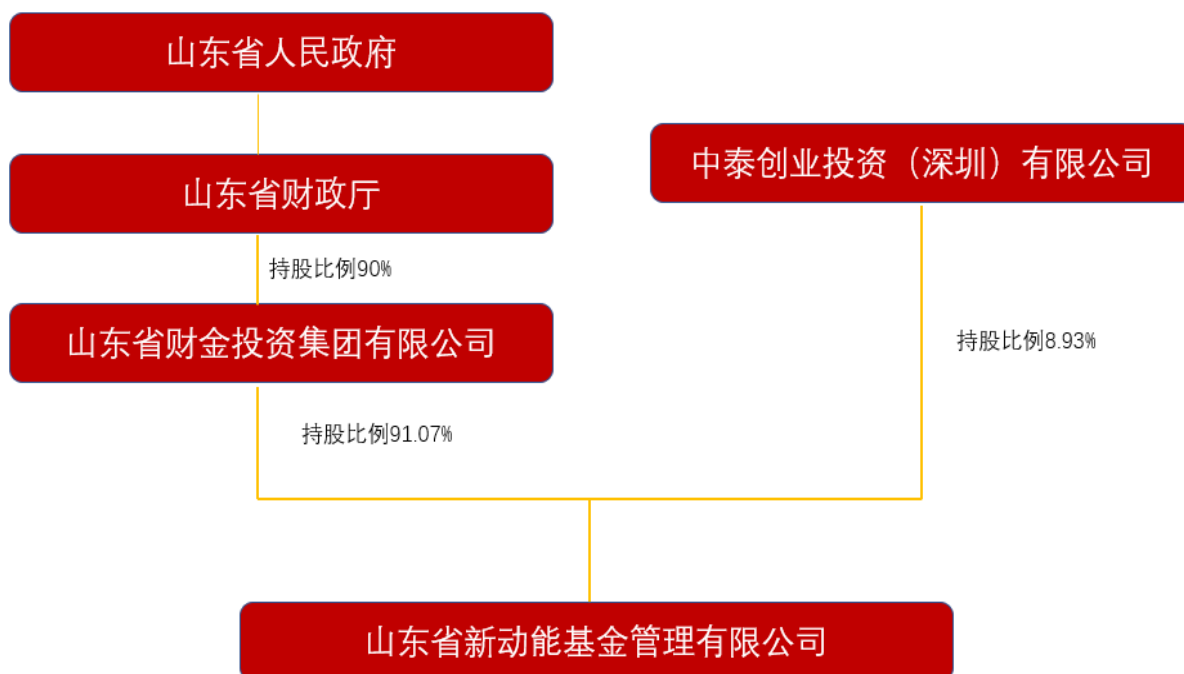 山东省人民政府
中泰创业投资（深圳）有限公司
山东省财政厅
持股比例90%
山东省财金投资集团有限公司
持股比例8.93%
持股比例91.07%
山东省新动能基金管理有限公司